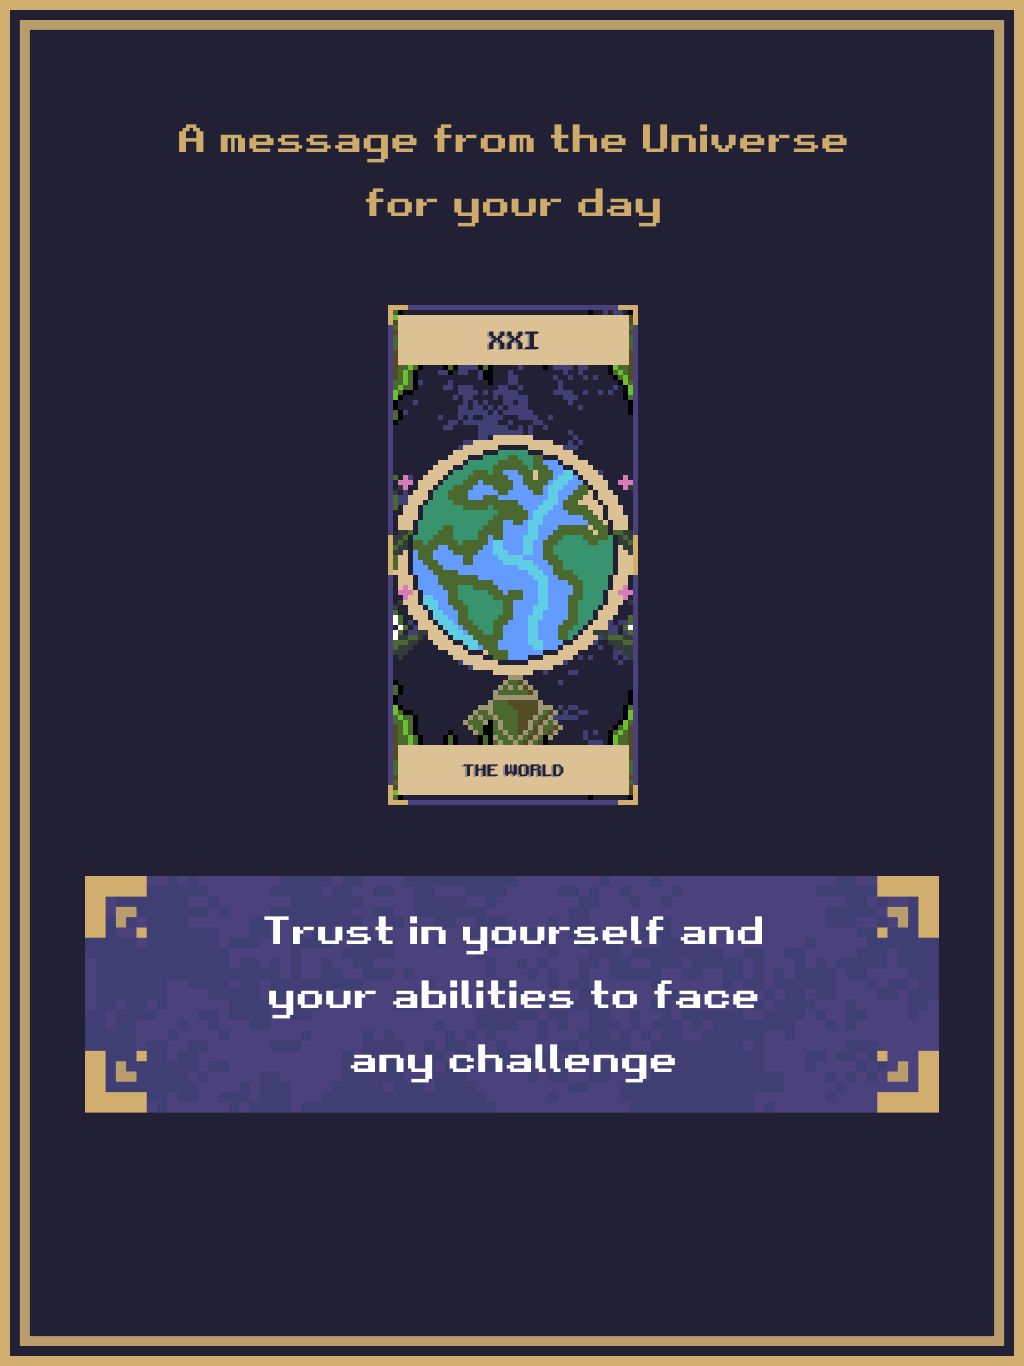 A message from the Universe
for your day
XXI
THE WORLD
Trust in yourself and
your abilities to face
any challenge